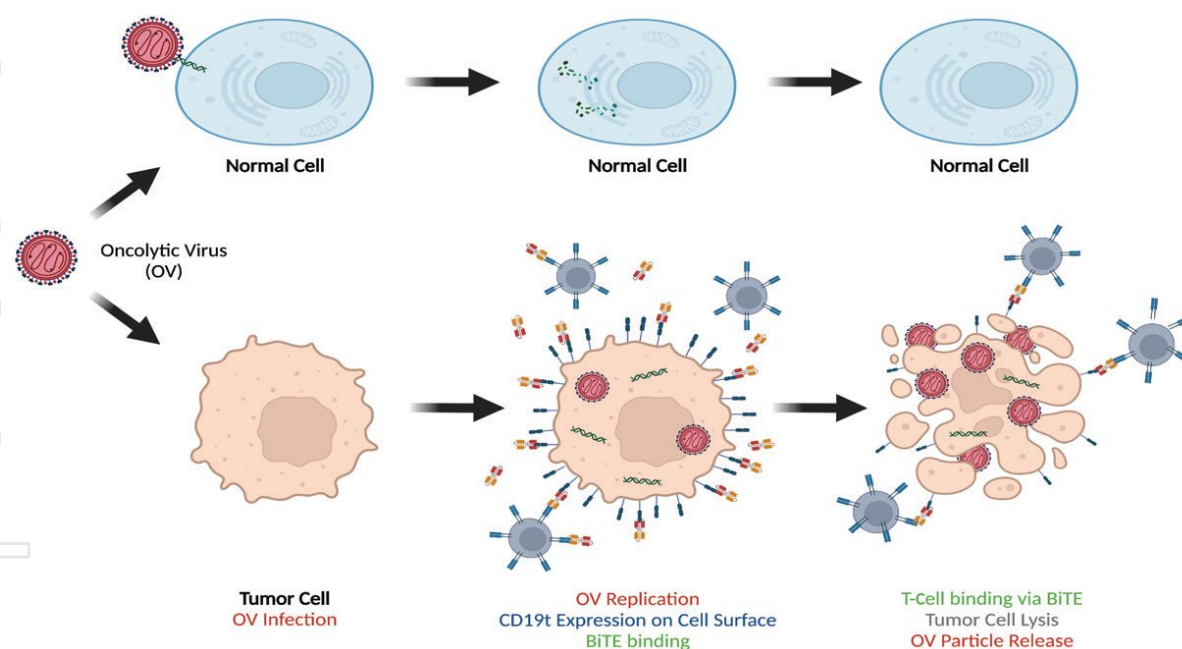 Normal Cell
Normal Cell
Normal Cell
Oncolytic Virus
(OV)
Tumor Cell
OV Infection
OV Replication
CD19t Expression on Cell Surface
BiTE binding
T-Cell binding via BiTE
Tumor Cell Lysis
OV Particle Release